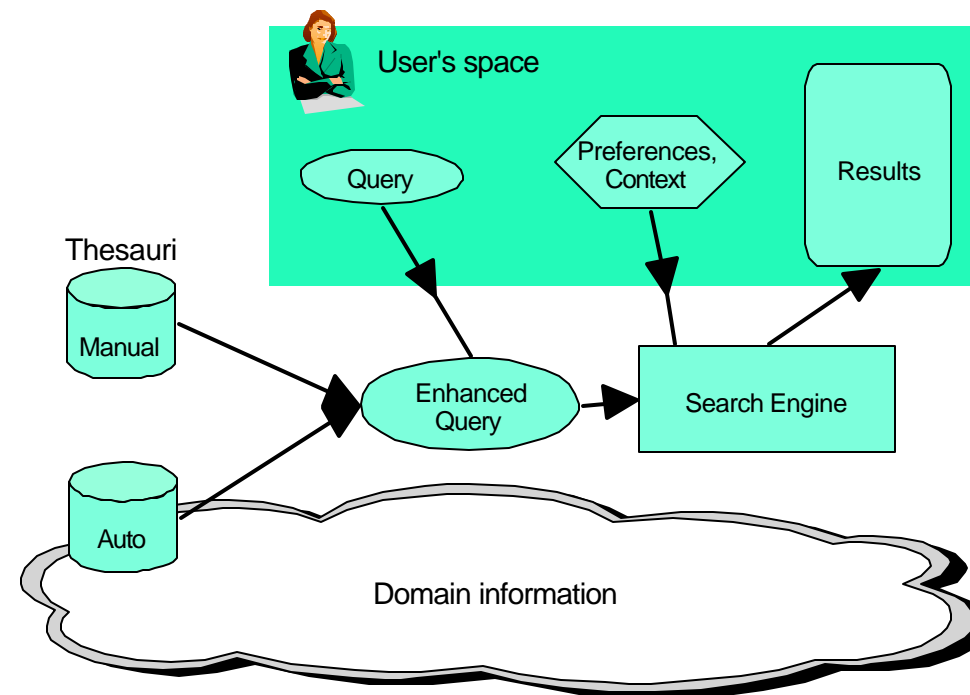 User's space
Query
Preferences,
Context
Results
Thesauri
Manual
Enhanced
Query
Search Engine
Auto
Domain information